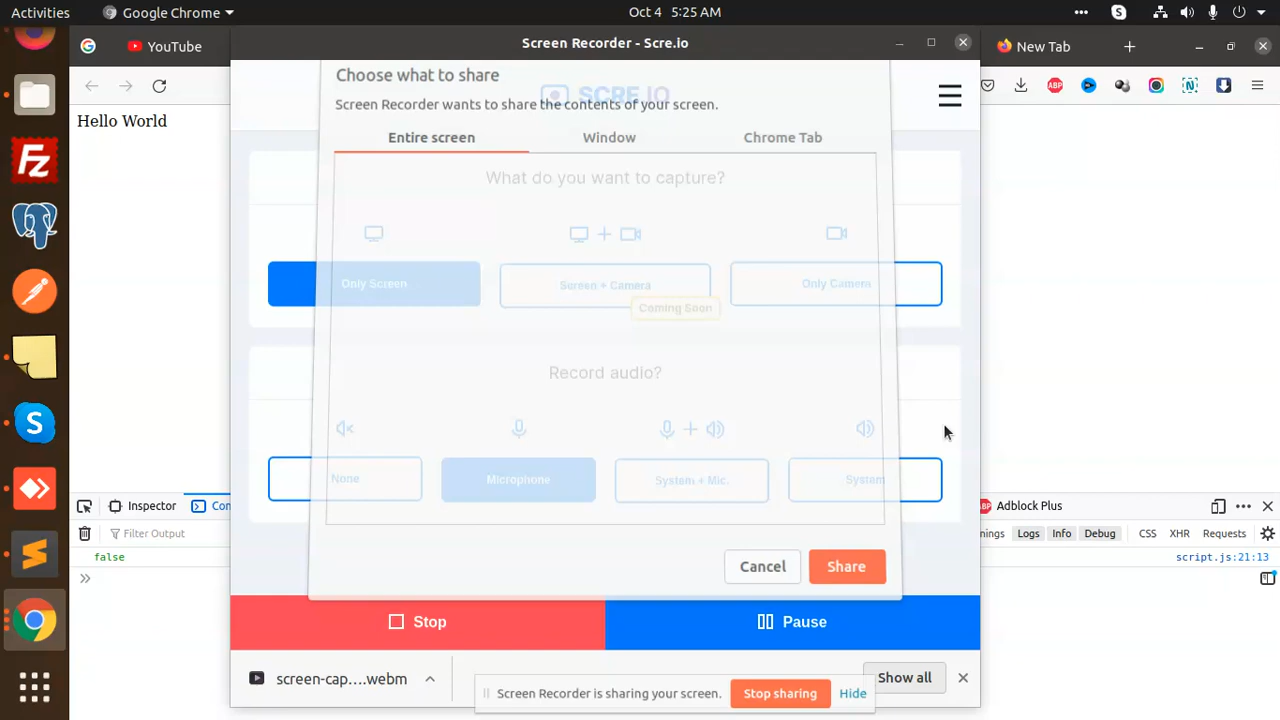 Activities
Google Chrome
Oct 4 5:25 AM
YouTube
Screen Recorder - Scre.io
New Tab
Hello World
SCRE.IO
Choose what to share
Screen Recorder wants to share the contents of your screen.
Entire screen
Window
Chrome Tab
What do you want to capture?
Only Screen
Screen + Camera
Only Camera
Coming Soon
Record audio?
None
Microphone
System + Mic.
System
Cancel
Share
Stop
Pause
screen-cap....webm
Show all
Screen Recorder is sharing your screen.
Stop sharing
Hide
Inspector
Con
Adblock Plus
Filter Output
nings
Logs
Info
Debug
CSS
XHR
Requests
false
script.js:21:13